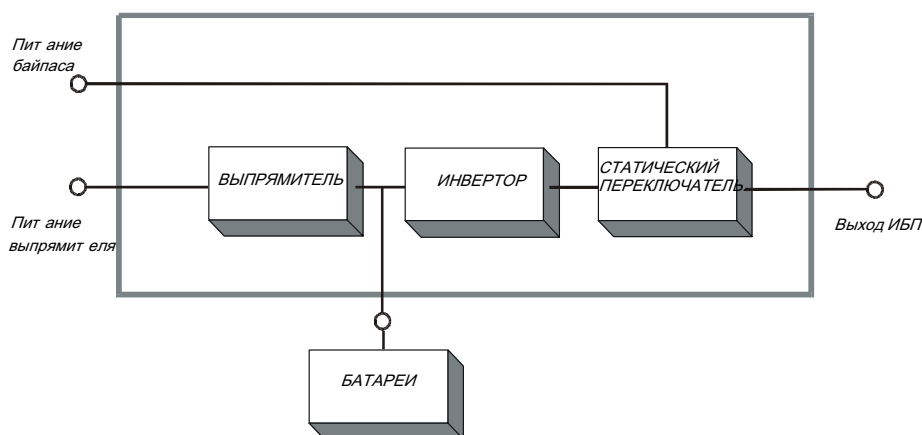 Пит ание
байпаса
ВЫПРЯМИТЕЛЬ
ИНВЕРТОР
СТАТИЧЕСКИЙ
ПЕРЕКЛЮЧАТЕЛЬ
Пит ание
выпрямит еля
Выход ИБП
БАТАРЕИ